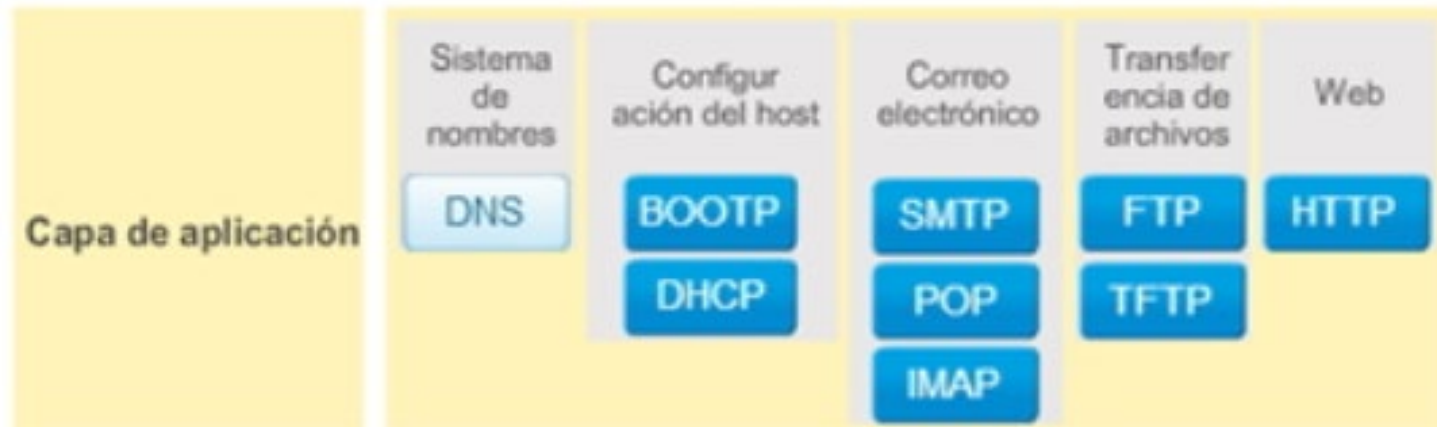 Capa de aplicación
Sistema
de
nombres
DNS
Configur
ación del host
BOOTP
DHCP
Correo
electrónico
SMTP
POP
IMAP
Transfer
encia de
archivos
FTP
TFTP
Web
HTTP